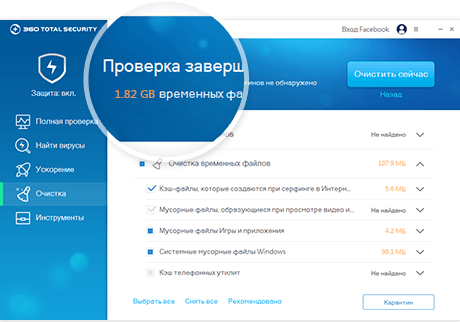 360 TOTAL SECURITY
Вход Facebook
Защита: вкл.
Проверка заверш
1.82 GB временных фа
инов не обнаружено
Очистить сейчас
Назад
Полная проверка
Найти вирусы
Ускорение
Очистка
Инструменты
Не найдено
Очистка временных файлов 107.9 МБ
Кэш-файлы, которые создаются при серфинге в Интерн... 5.6 МБ
Мусорные файлы, образующиеся при просмотре видео и... Не найдено
Мусорные файлы Игры и приложения 4.2 МБ
Системные мусорные файлы Windows 98.1 МБ
Кэш телефонных утилит Не найдено
Выбрать все Снять все Рекомендовано Карантин